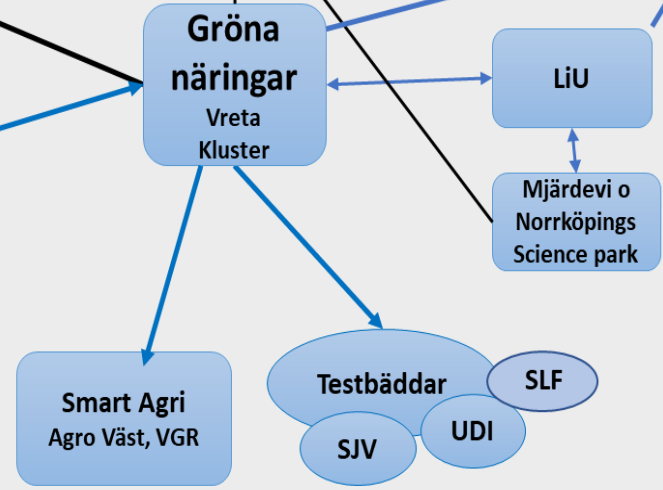 Gröna
näringar
Vreta
Kluster
LiU
Mjärdevi o
Norrköpings
Science park
Smart Agri
Agro Väst, VGR
Testbäddar
SLF
SJV
UDI